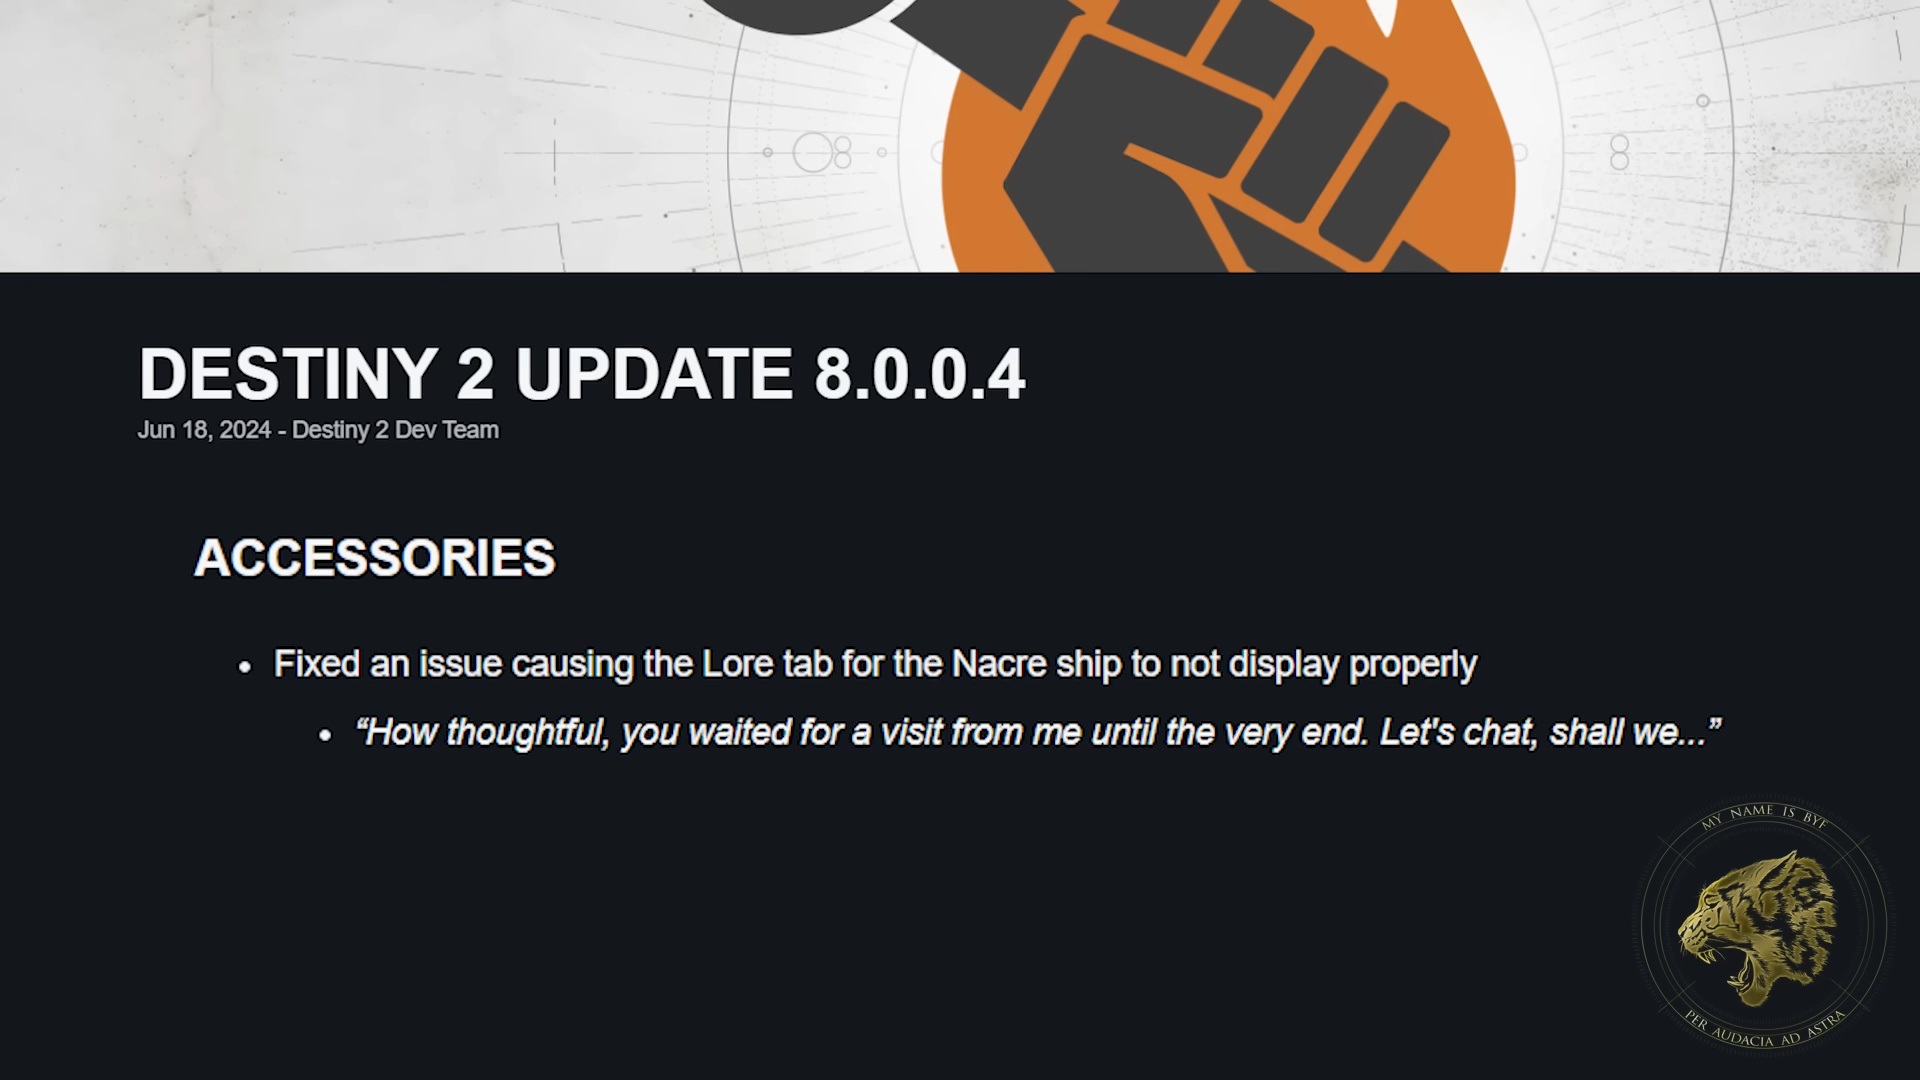 DESTINY 2 UPDATE 8.0.0.4
Jun 18, 2024 - Destiny 2 Dev Team
ACCESSORIES
• Fixed an issue causing the Lore tab for the Nacre ship to not display properly
• “How thoughtful, you waited for a visit from me until the very end. Let's chat, shall we...”
MY NAME IS BYF
PER AUDACIA AD ASTRA